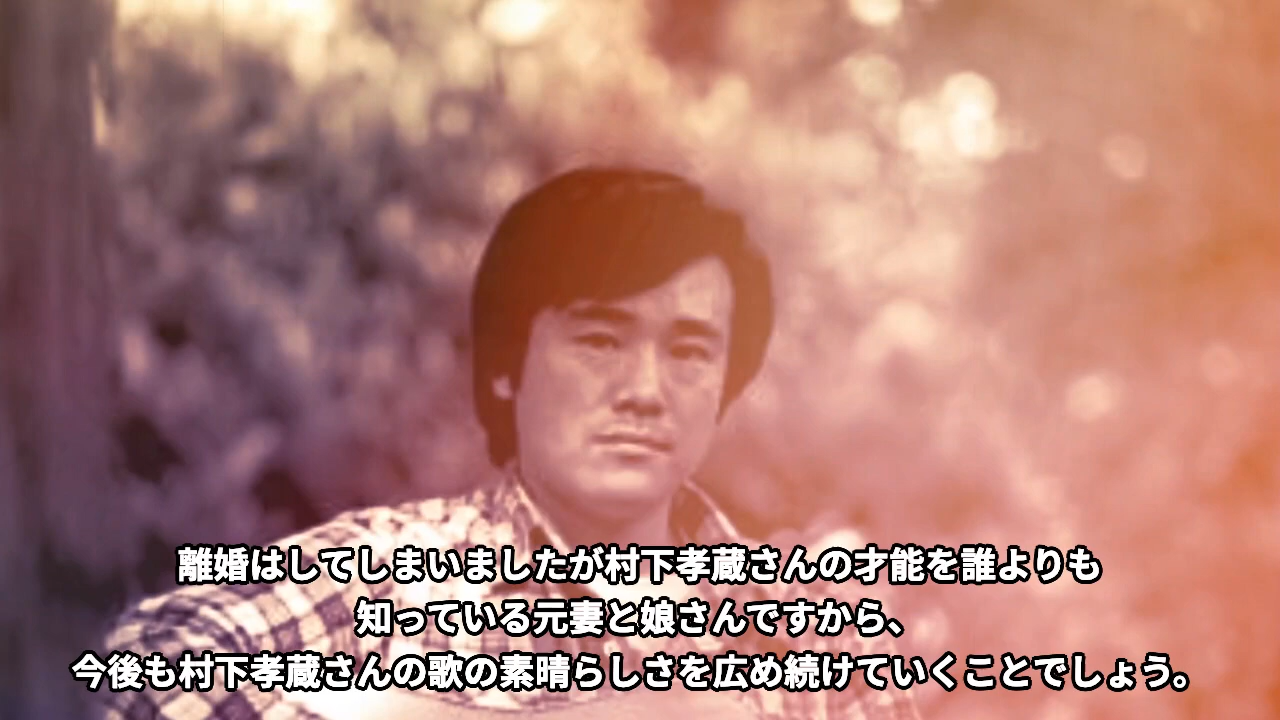 離婚はしてしまいましたが村下孝蔵さんの才能を誰よりも
知っている元妻と娘さんですから、
今後も村下孝蔵さんの歌の素晴らしさを広め続けていくことでしょう。